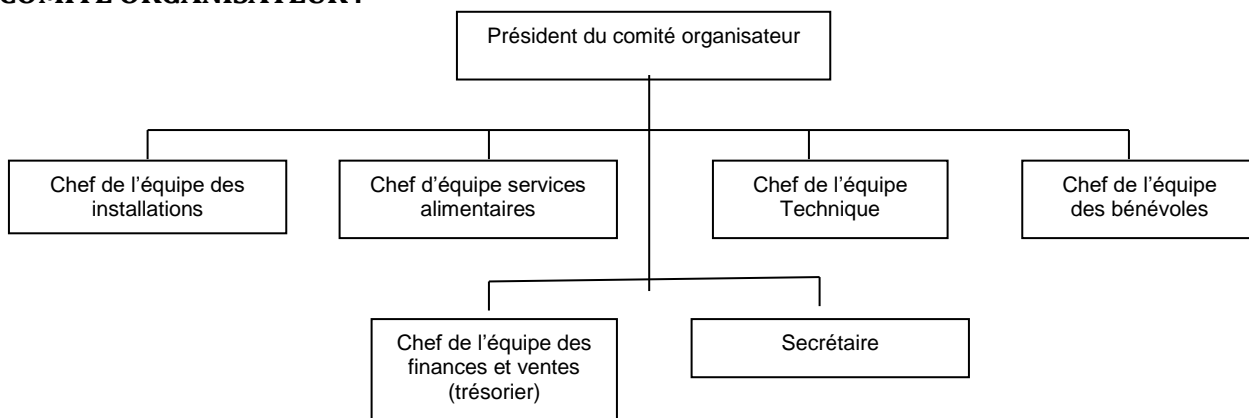 COMITÉ ORGANISATEUR :
Président du comité organisateur
Chef de l’équipe des
installations
Chef d’équipe services
alimentaires
Chef de l’équipe
Technique
Chef de l’équipe
des bénévoles
Chef de l’équipe des
finances et ventes
(trésorier)
Secrétaire